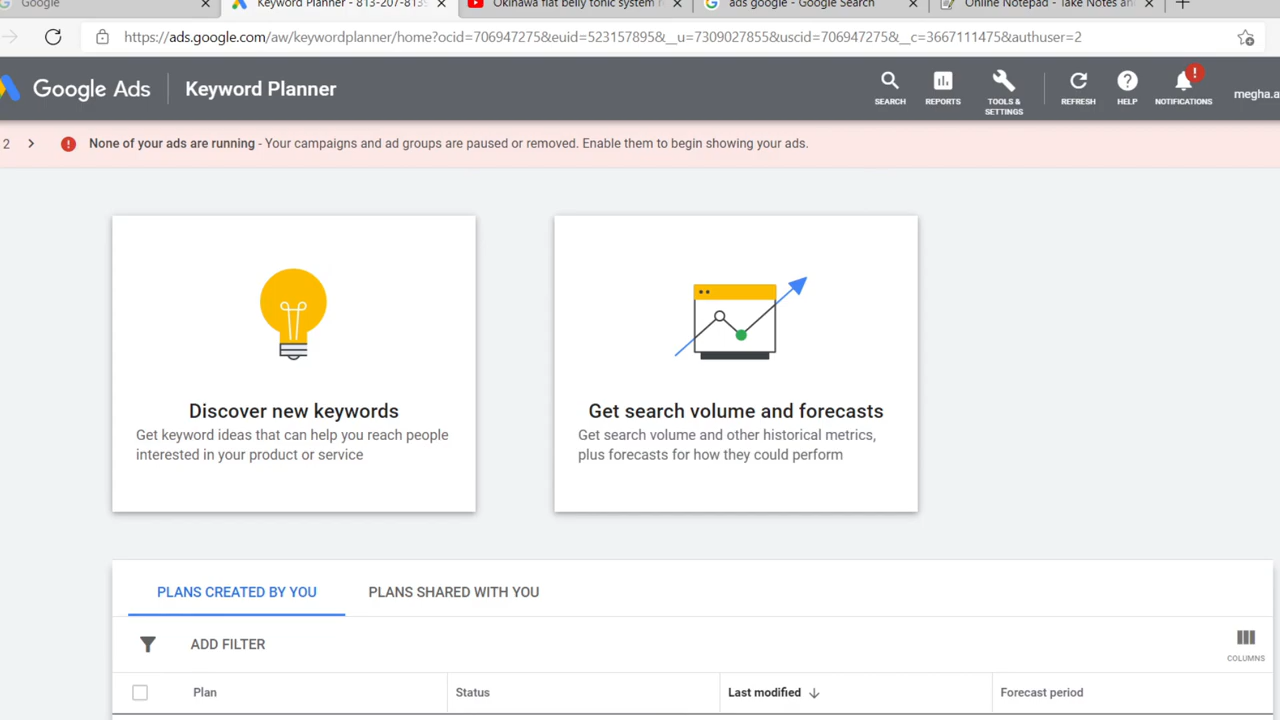 Google
Keyword Planner - 813-207-8135
Okinawa flat belly tonic system r
ads google - Google Search
Online Notepad - Take Notes an
https://ads.google.com/aw/keywordplanner/home?ocid=706947275&euid=523157895&__u=7309027855&uscid=706947275&__c=3667111475&authuser=2
Google Ads
Keyword Planner
SEARCH
REPORTS
TOOLS & SETTINGS
REFRESH
HELP
NOTIFICATIONS
megha.a
2
None of your ads are running - Your campaigns and ad groups are paused or removed. Enable them to begin showing your ads.
Discover new keywords
Get keyword ideas that can help you reach people
interested in your product or service
Get search volume and forecasts
Get search volume and other historical metrics,
plus forecasts for how they could perform
PLANS CREATED BY YOU
PLANS SHARED WITH YOU
ADD FILTER
COLUMNS
Plan
Status
Last modified
Forecast period